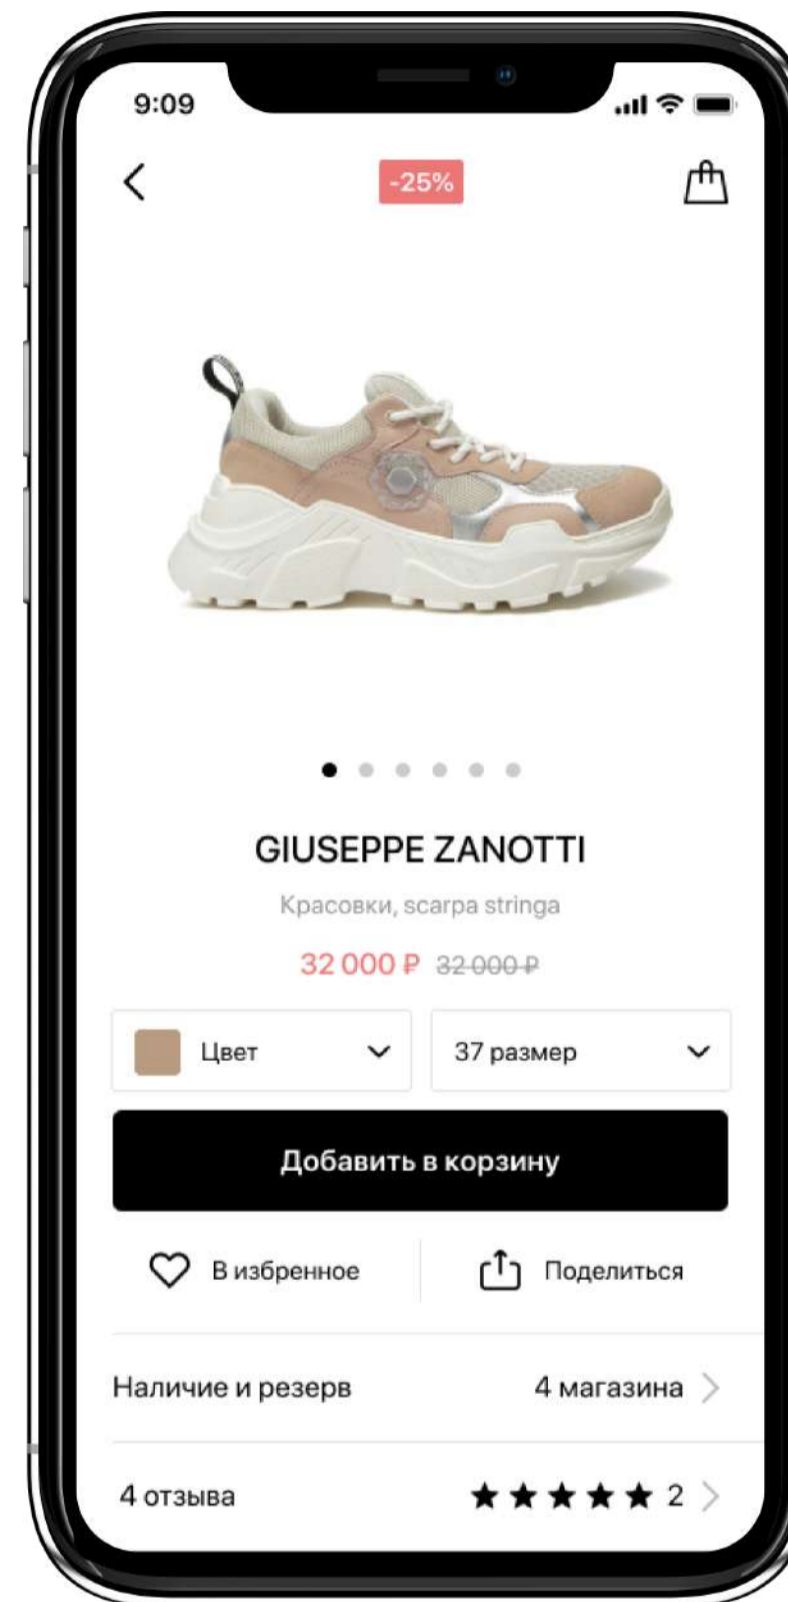 9:09
-25%
GIUSEPPE ZANOTTI
Красовки, scarpa stringa
32 000 ₽ 32 000 ₽
Цвет 37 размер
Добавить в корзину
В избренное Поделиться
Наличие и резерв 4 магазина
4 отзыва 2